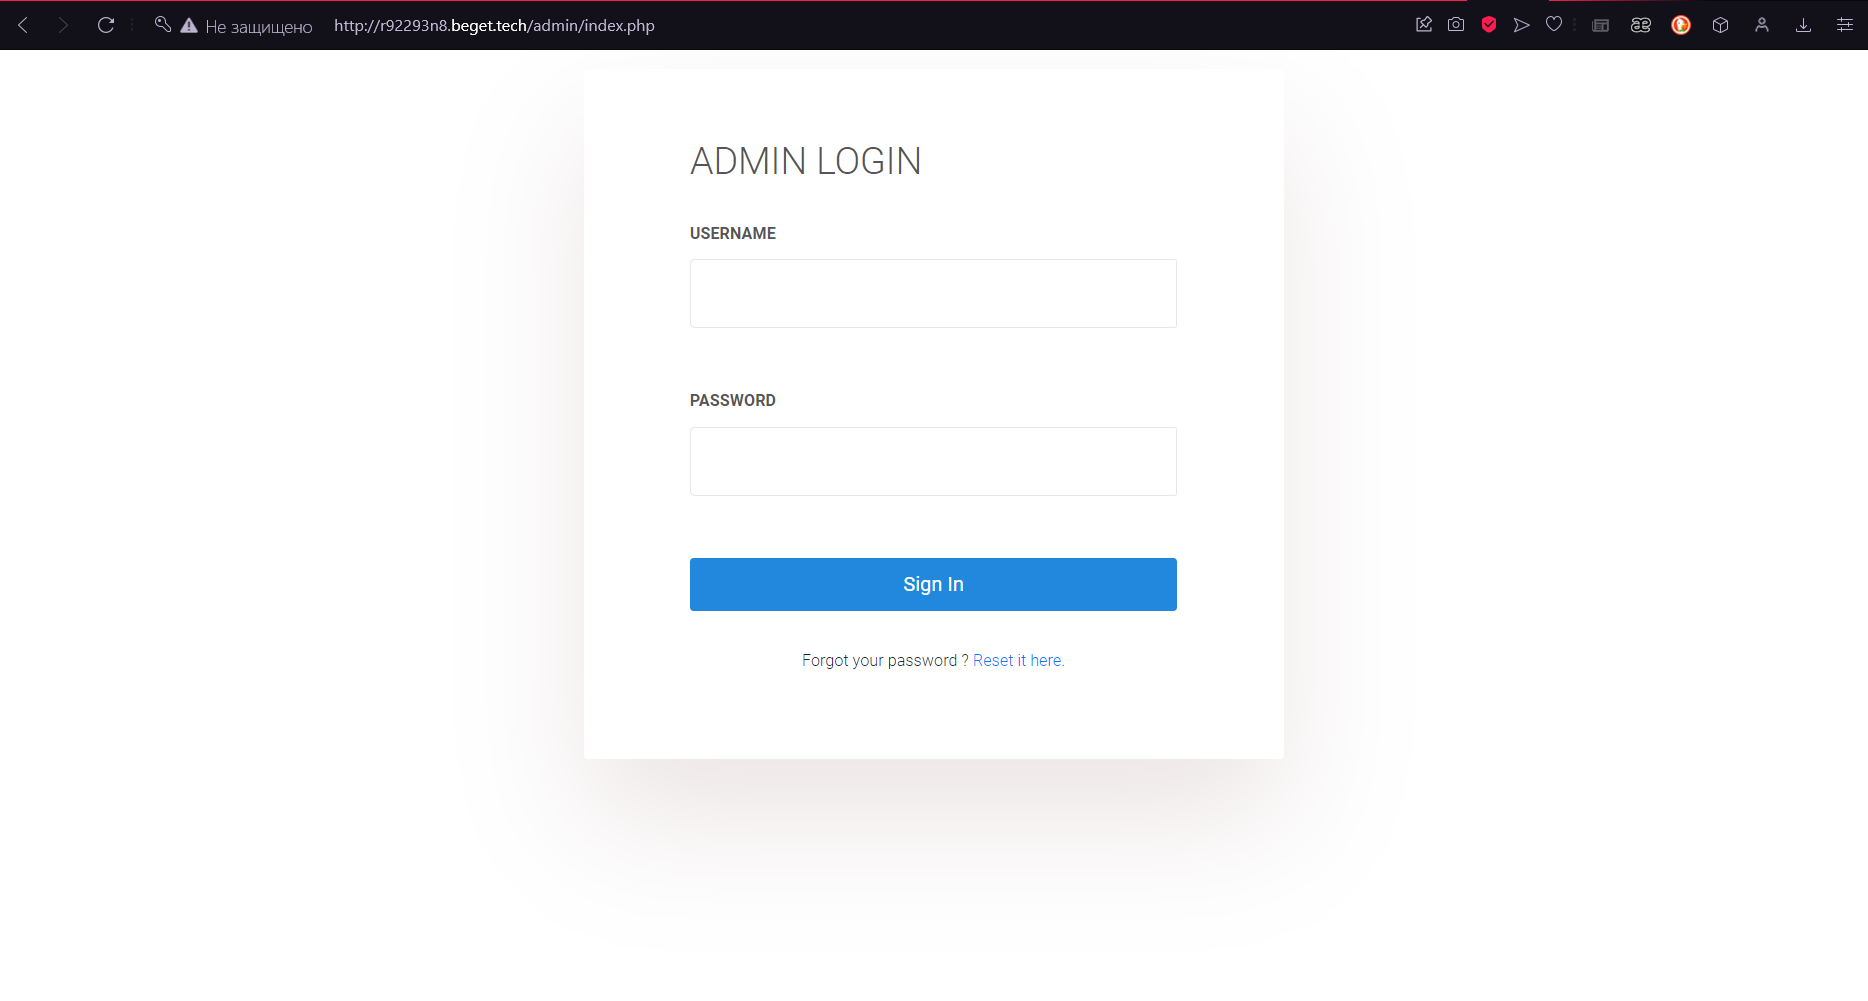 Не защищено http://r92293n8.beget.tech/admin/index.php
ADMIN LOGIN
USERNAME
PASSWORD
Sign In
Forgot your password ? Reset it here.